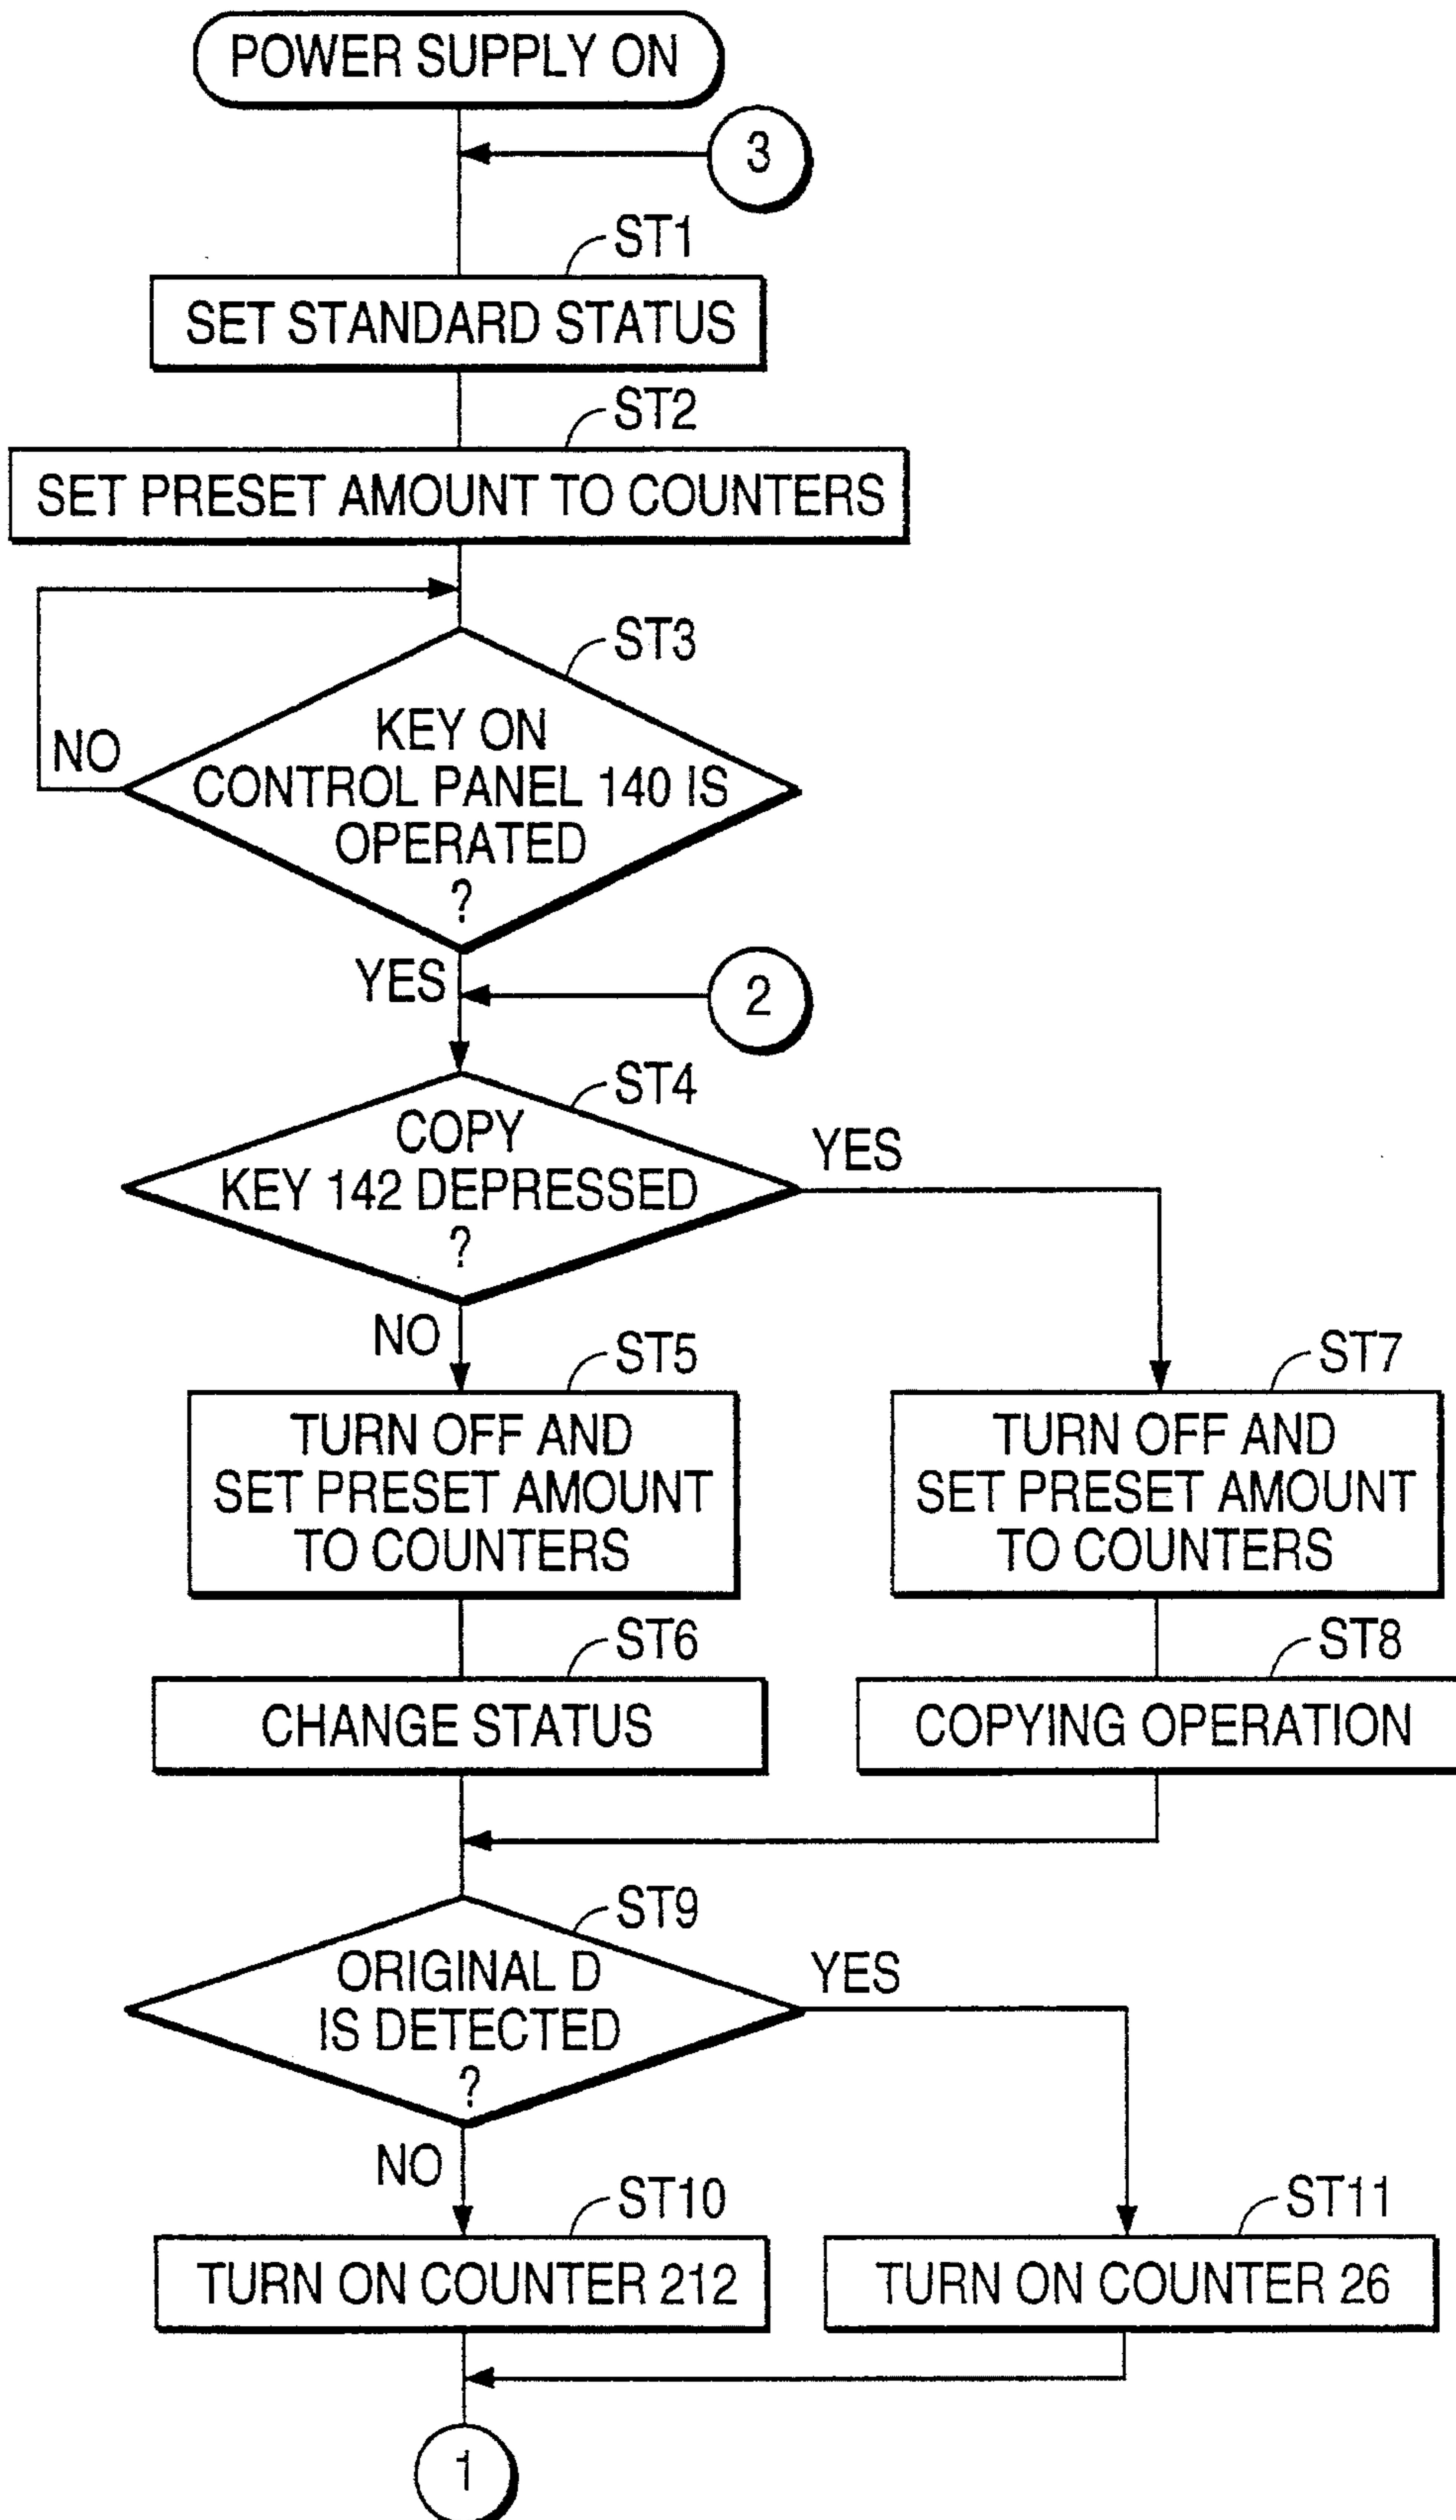 POWER SUPPLY ON
3
ST1
SET STANDARD STATUS
ST2
SET PRESET AMOUNT TO COUNTERS
ST3
KEY ON
CONTROL PANEL 140 IS
OPERATED
?
NO
YES
2
ST4
COPY
KEY 142 DEPRESSED
?
YES
NO
ST5
TURN OFF AND
SET PRESET AMOUNT
TO COUNTERS
ST7
TURN OFF AND
SET PRESET AMOUNT
TO COUNTERS
ST6
CHANGE STATUS
ST8
COPYING OPERATION
ST9
ORIGINAL D
IS DETECTED
?
YES
NO
ST10
TURN ON COUNTER 212
ST11
TURN ON COUNTER 26
1